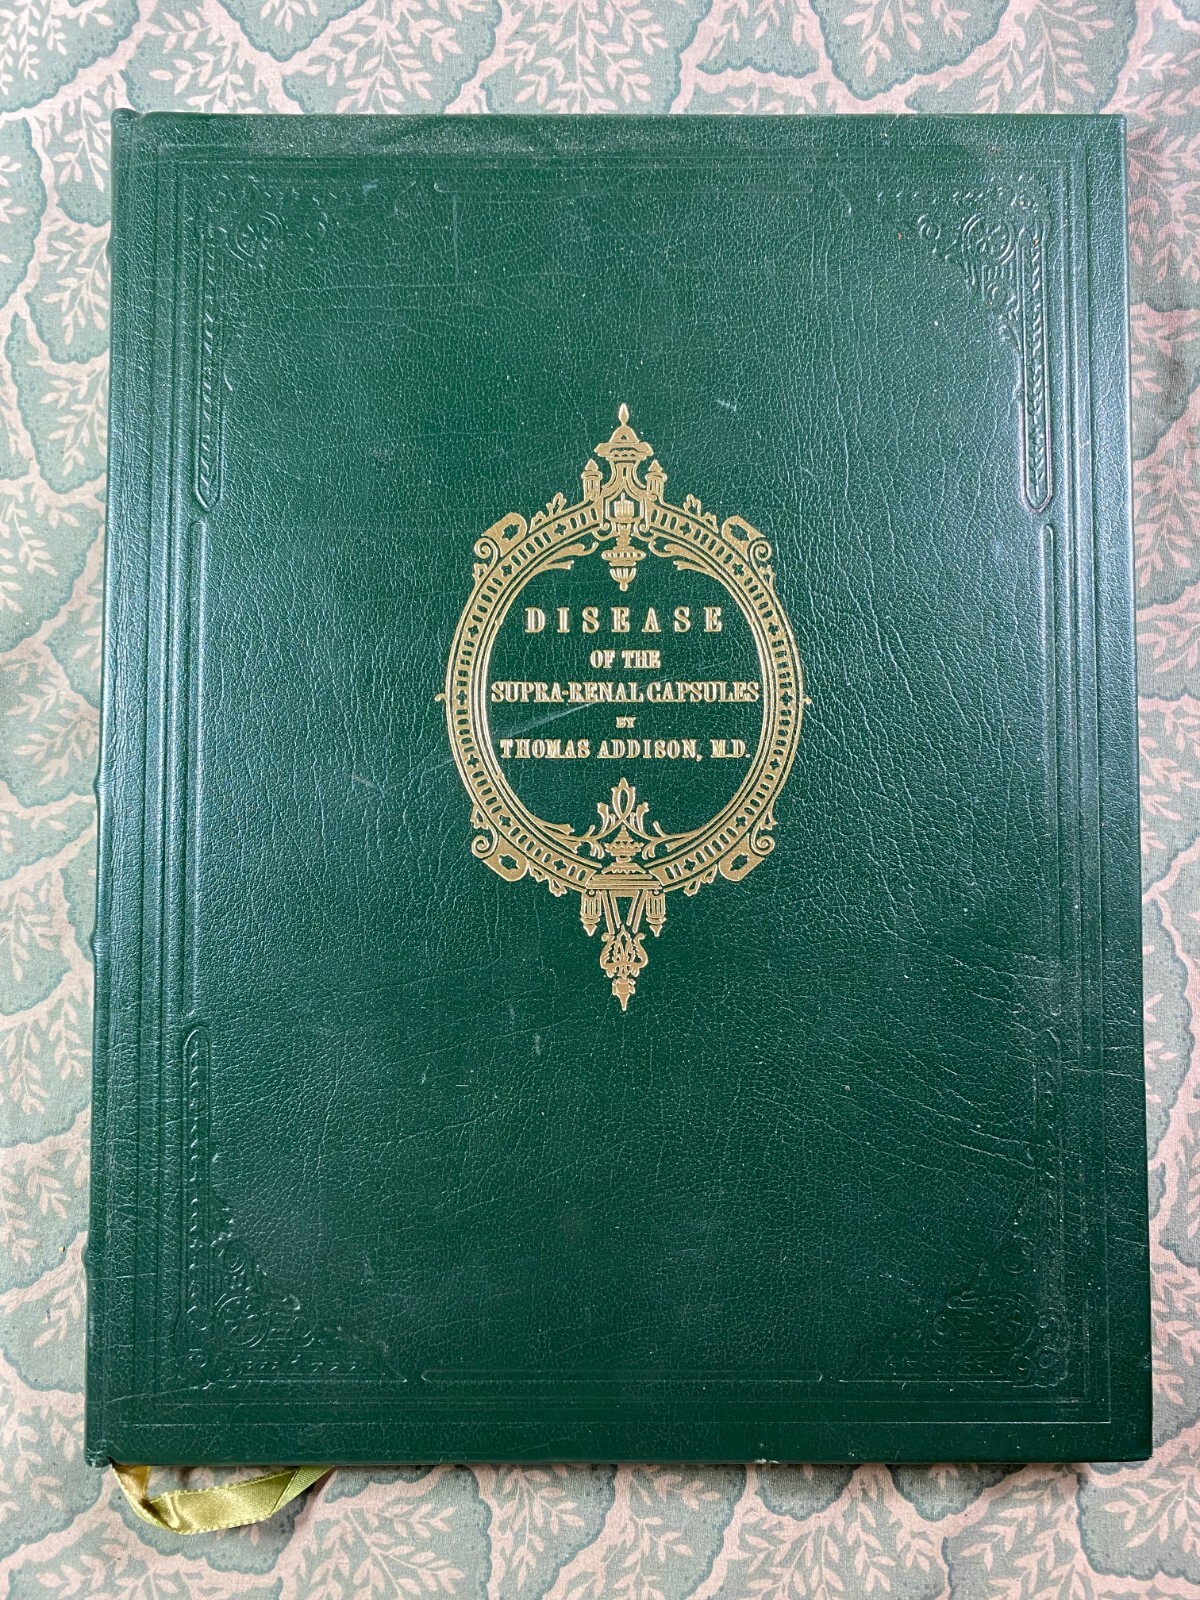 DISEASE
OF THE
SUPRA-RENAL CAPSULES
BY
THOMAS ADDISON, M.D.